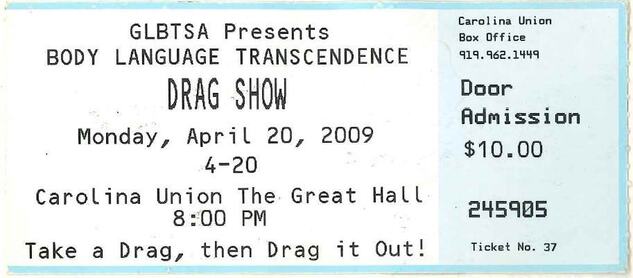 GLBTSA Presents
BODY LANGUAGE TRANSCENDENCE
DRAG SHOW
Monday, April 20, 2009
4-20
Carolina Union The Great Hall
8:00 PM
Take a Drag, then Drag it Out!
Carolina Union
Box Office
919.962.1449
Door
Admission
$10.00
245905
Ticket No. 37